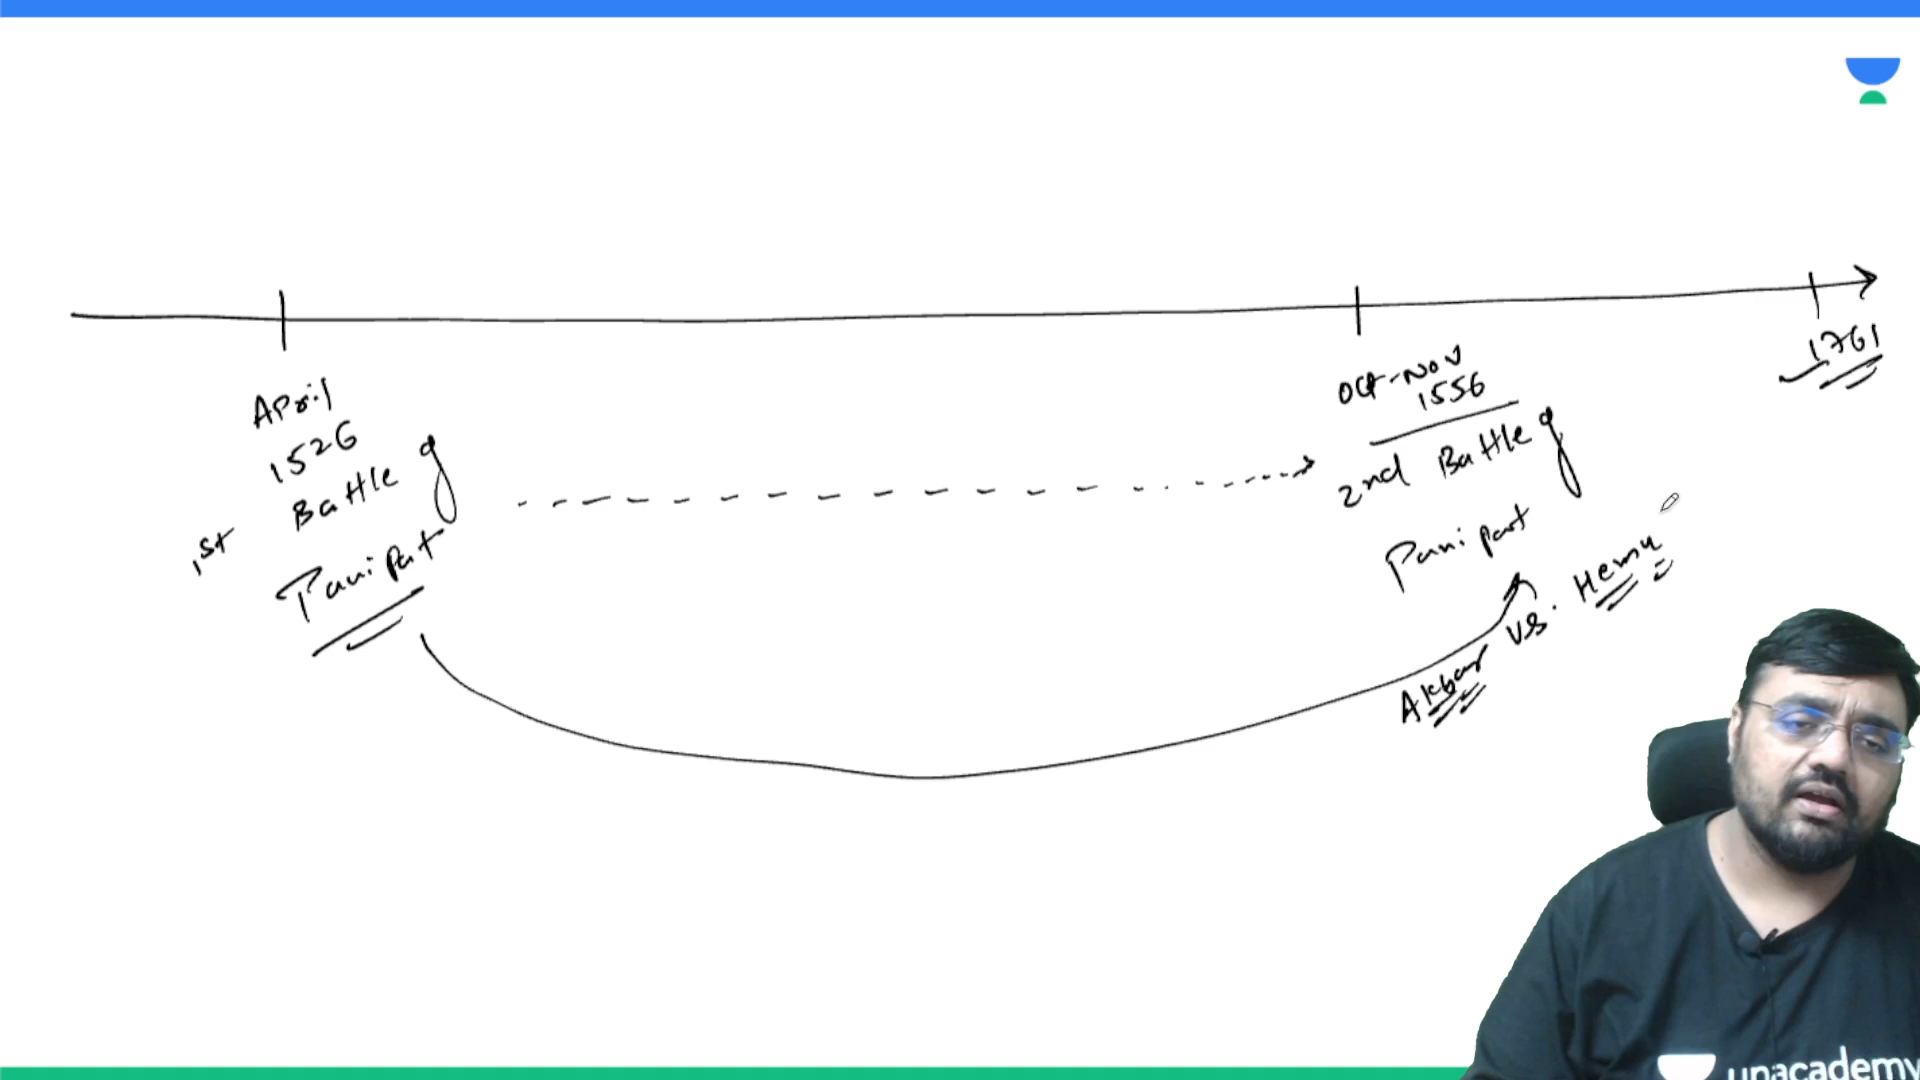 April
1526
1st Battle of
Panipat
Oct-Nov
1556
2nd Battle of
Panipat
Akbar vs. Hemu
1761
unacademy